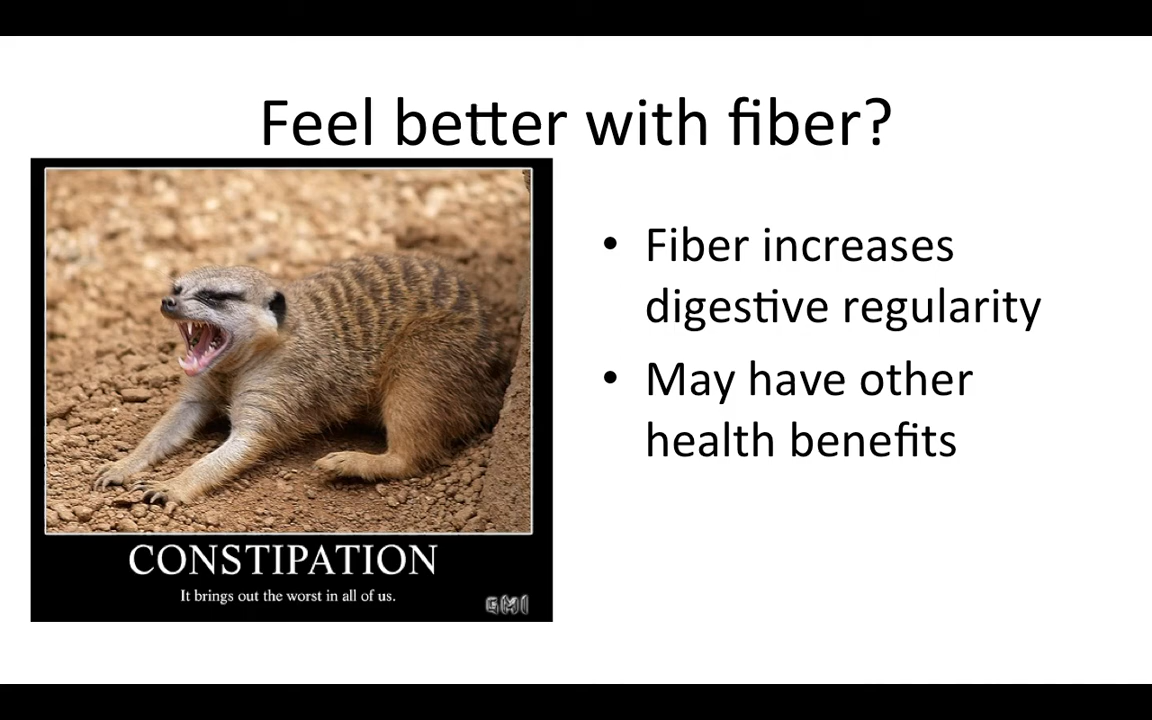 Feel better with fiber?
• Fiber increases
digestive regularity
• May have other
health benefits
CONSTIPATION
It brings out the worst in all of us.
GMI